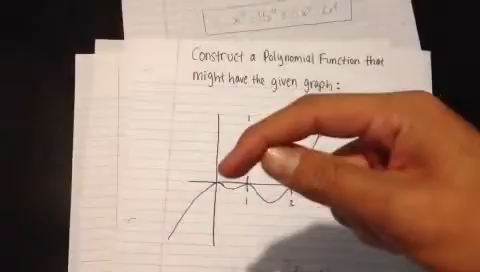 Construct a Polynomial Function that
might have the given graph:
1
2